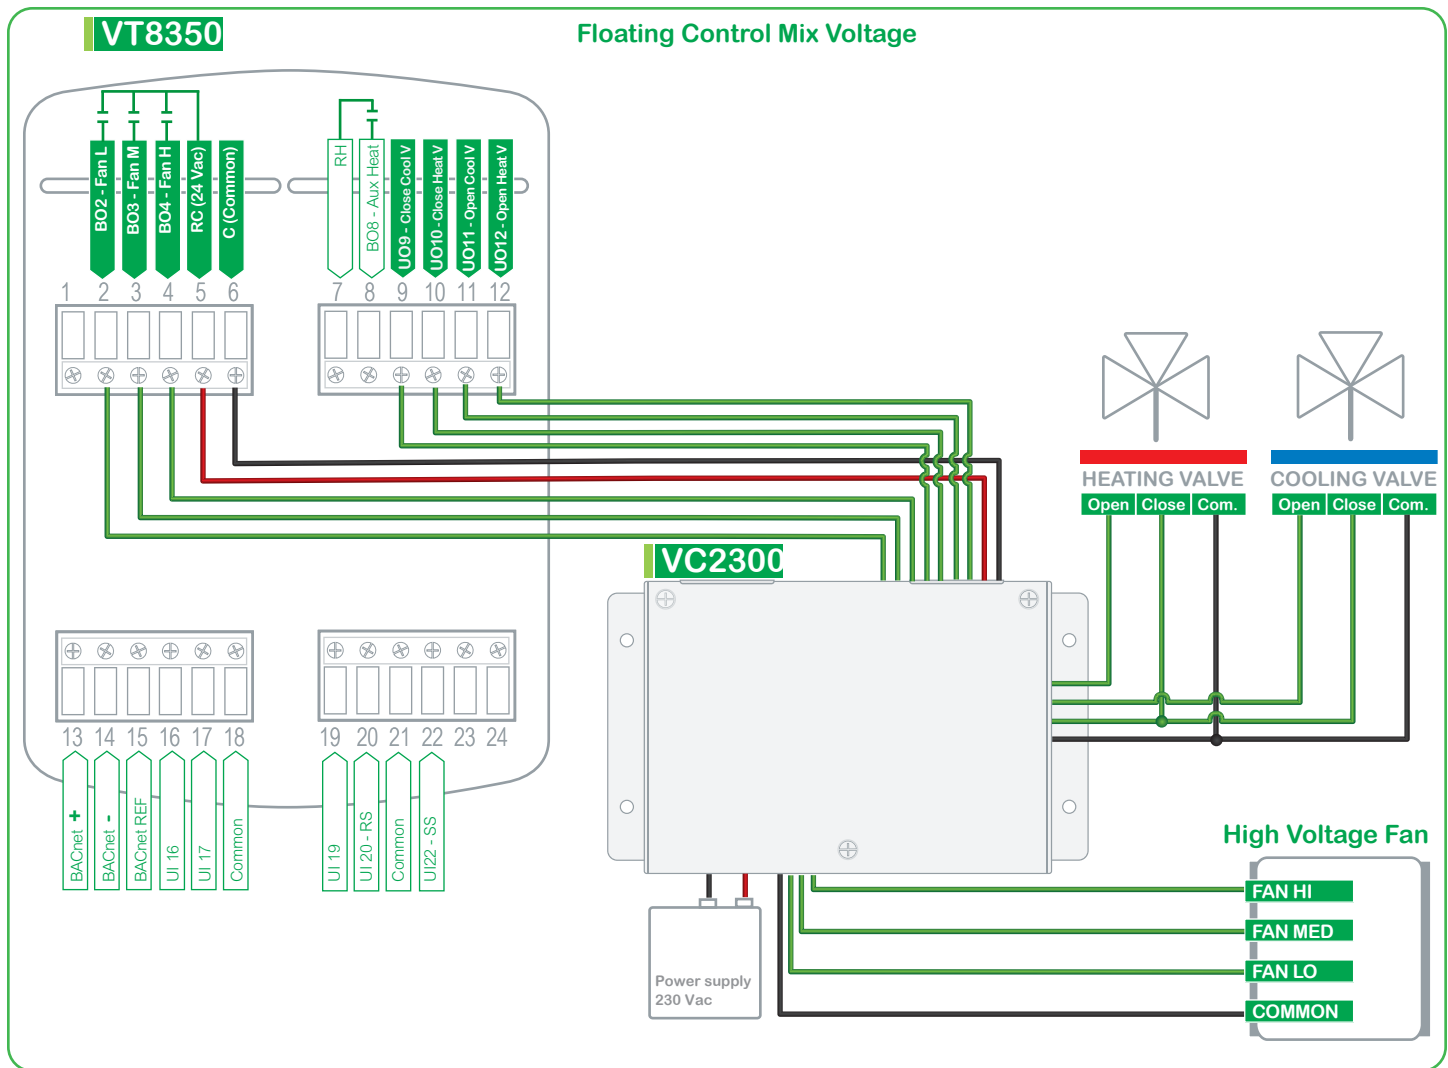 VT8350
Floating Control Mix Voltage
BO2 - Fan L
BO3 - Fan M
BO4 - Fan H
RC (24 Vac)
C (Common)
RH
BO8 - Aux Heat
UO9 - Close Cool V
UO10 - Close Heat V
UO11 - Open Cool V
UO12 - Open Heat V
1 2 3 4 5 6
7 8 9 10 11 12
HEATING VALVE
Open Close Com.
COOLING VALVE
Open Close Com.
VC2300
13 14 15 16 17 18
19 20 21 22 23 24
BACnet +
BACnet -
BACnet REF
UI 16
UI 17
Common
UI 19
UI 20 - RS
Common
UI22 - SS
High Voltage Fan
FAN HI
FAN MED
FAN LO
COMMON
Power supply
230 Vac